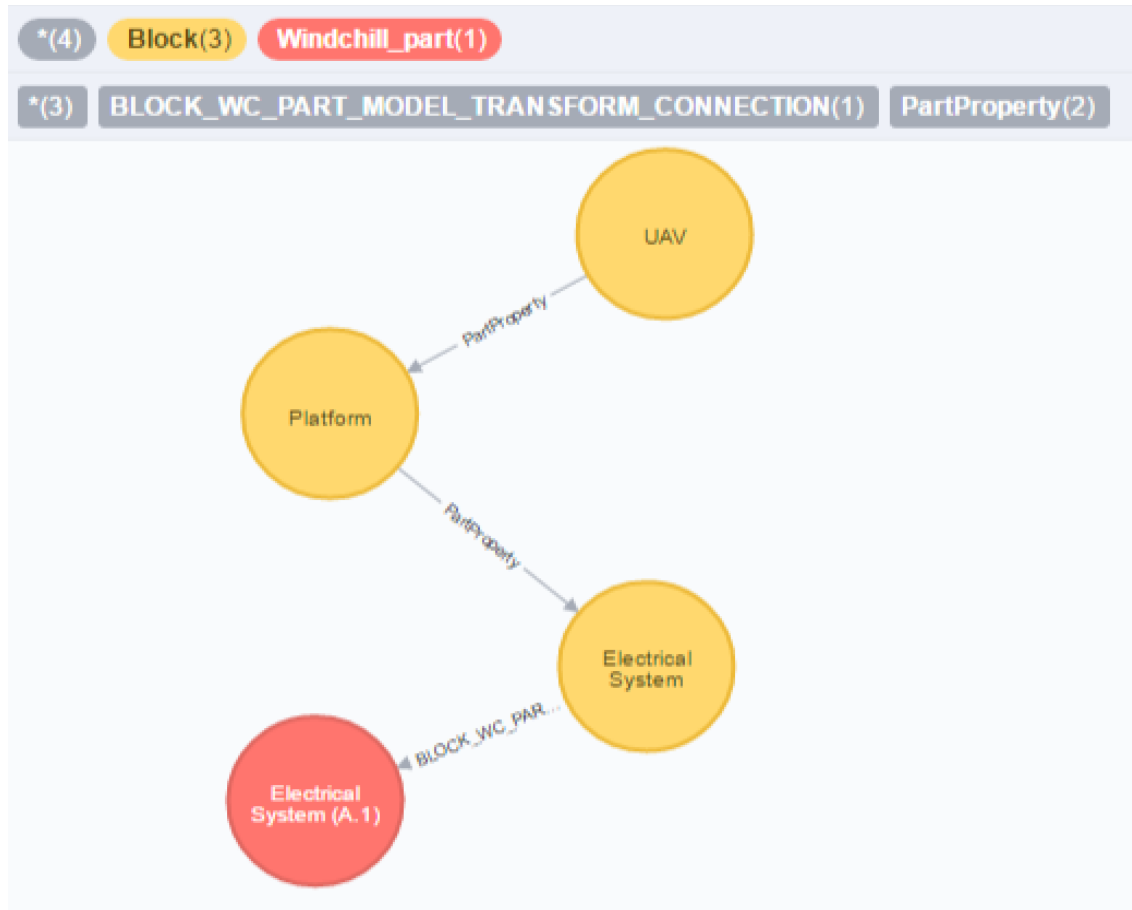 *(4) Block(3) Windchill_part(1)
*(3) BLOCK_WC_PART_MODEL_TRANSFORM_CONNECTION(1) PartProperty(2)
UAV
PartProperty
Platform
PartProperty
Electrical
System
BLOCK_WC_PAR...
Electrical
System (A.1)